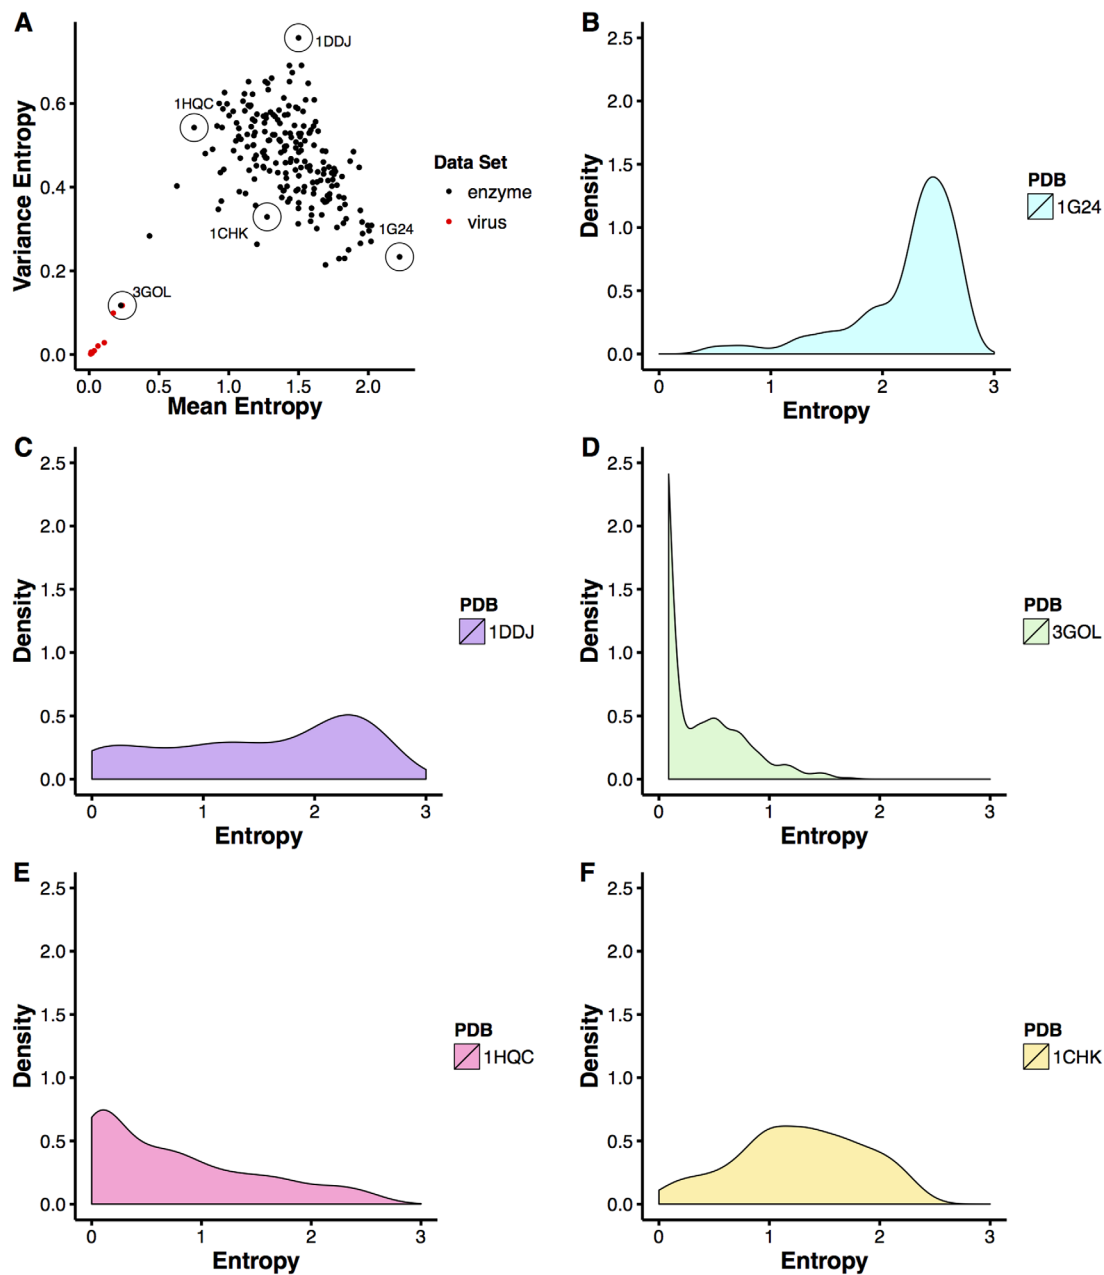 A
Variance Entropy
0.6
0.4
0.2
0.0
1DDJ
1HQC
1CHK
1G24
3GOL
0.0 0.5 1.0 1.5 2.0
Mean Entropy
Data Set
enzyme
virus
B
Density
2.5
2.0
1.5
1.0
0.5
0.0
0 1 2 3
Entropy
PDB
1G24
C
Density
2.5
2.0
1.5
1.0
0.5
0.0
0 1 2 3
Entropy
PDB
1DDJ
D
Density
2.5
2.0
1.5
1.0
0.5
0.0
0 1 2 3
Entropy
PDB
3GOL
E
Density
2.5
2.0
1.5
1.0
0.5
0.0
0 1 2 3
Entropy
PDB
1HQC
F
Density
2.5
2.0
1.5
1.0
0.5
0.0
0 1 2 3
Entropy
PDB
1CHK